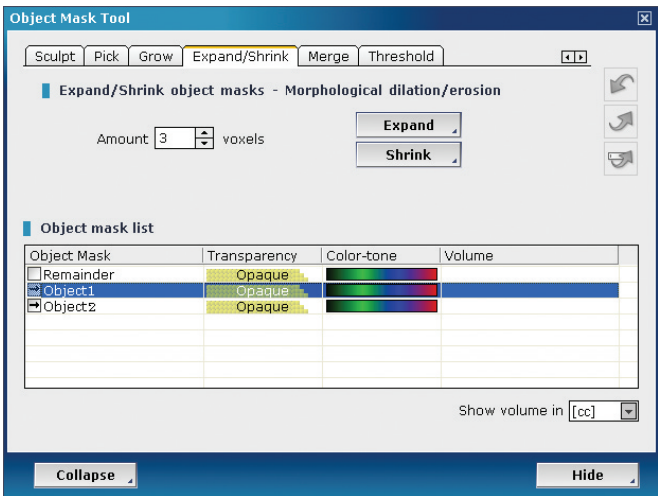 Object Mask Tool
Sculpt Pick Grow Expand/Shrink Merge Threshold
Expand/Shrink object masks - Morphological dilation/erosion
Amount 3 voxels Expand
Shrink
Object mask list
Object Mask Transparency Color-tone Volume
Remainder Opaque
Object1 Opaque
Object2 Opaque
Show volume in [cc]
Collapse Hide